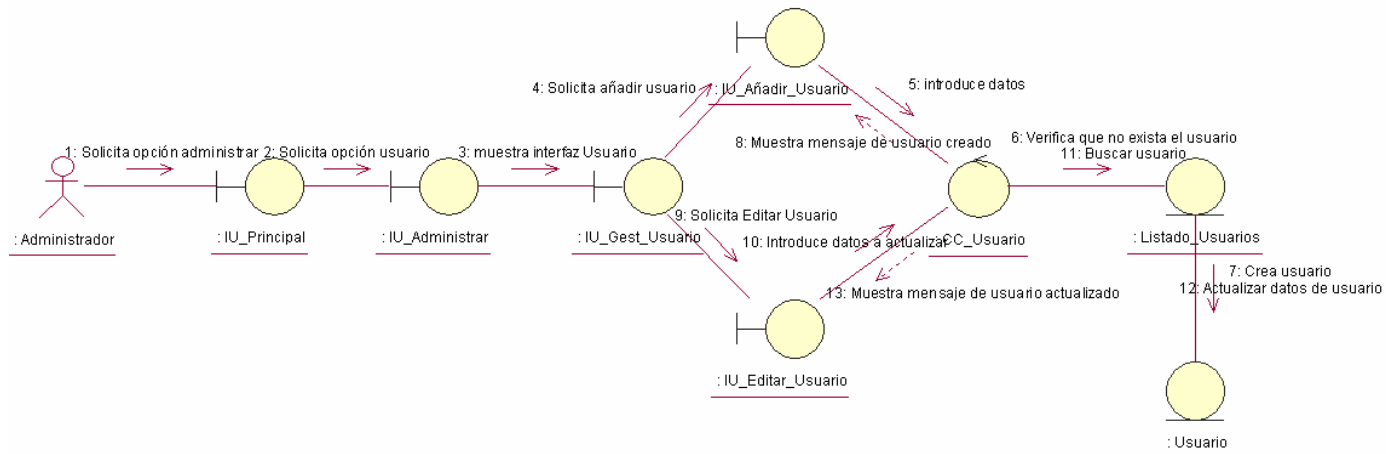 4: Solicita añadir usuario
: IU_Añadir_Usuario
5: introduce datos
8: Muestra mensaje de usuario creado
6: Verifica que no exista el usuario
11: Buscar usuario
1: Solicita opción administrar
2: Solicita opción usuario
3: muestra interfaz Usuario
9: Solicita Editar Usuario
10: Introduce datos a actualizar
: Administrador
: IU_Principal
: IU_Administrar
: IU_Gest_Usuario
: CC_Usuario
: Listado_Usuarios
7: Crea usuario
12: Actualizar datos de usuario
13: Muestra mensaje de usuario actualizado
: IU_Editar_Usuario
: Usuario